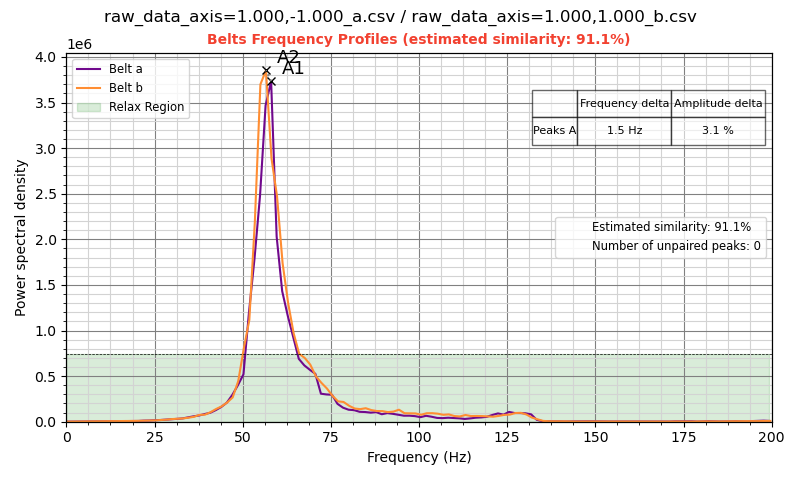 raw_data_axis=1.000,-1.000_a.csv / raw_data_axis=1.000,1.000_b.csv
Belts Frequency Profiles (estimated similarity: 91.1%)
1e6
A2
A1
Belt a
Belt b
Relax Region
Frequency delta Amplitude delta
Peaks A 1.5 Hz 3.1 %
Estimated similarity: 91.1%
Number of unpaired peaks: 0
Power spectral density
4.0
3.5
3.0
2.5
2.0
1.5
1.0
0.5
0.0
0 25 50 75 100 125 150 175 200
Frequency (Hz)